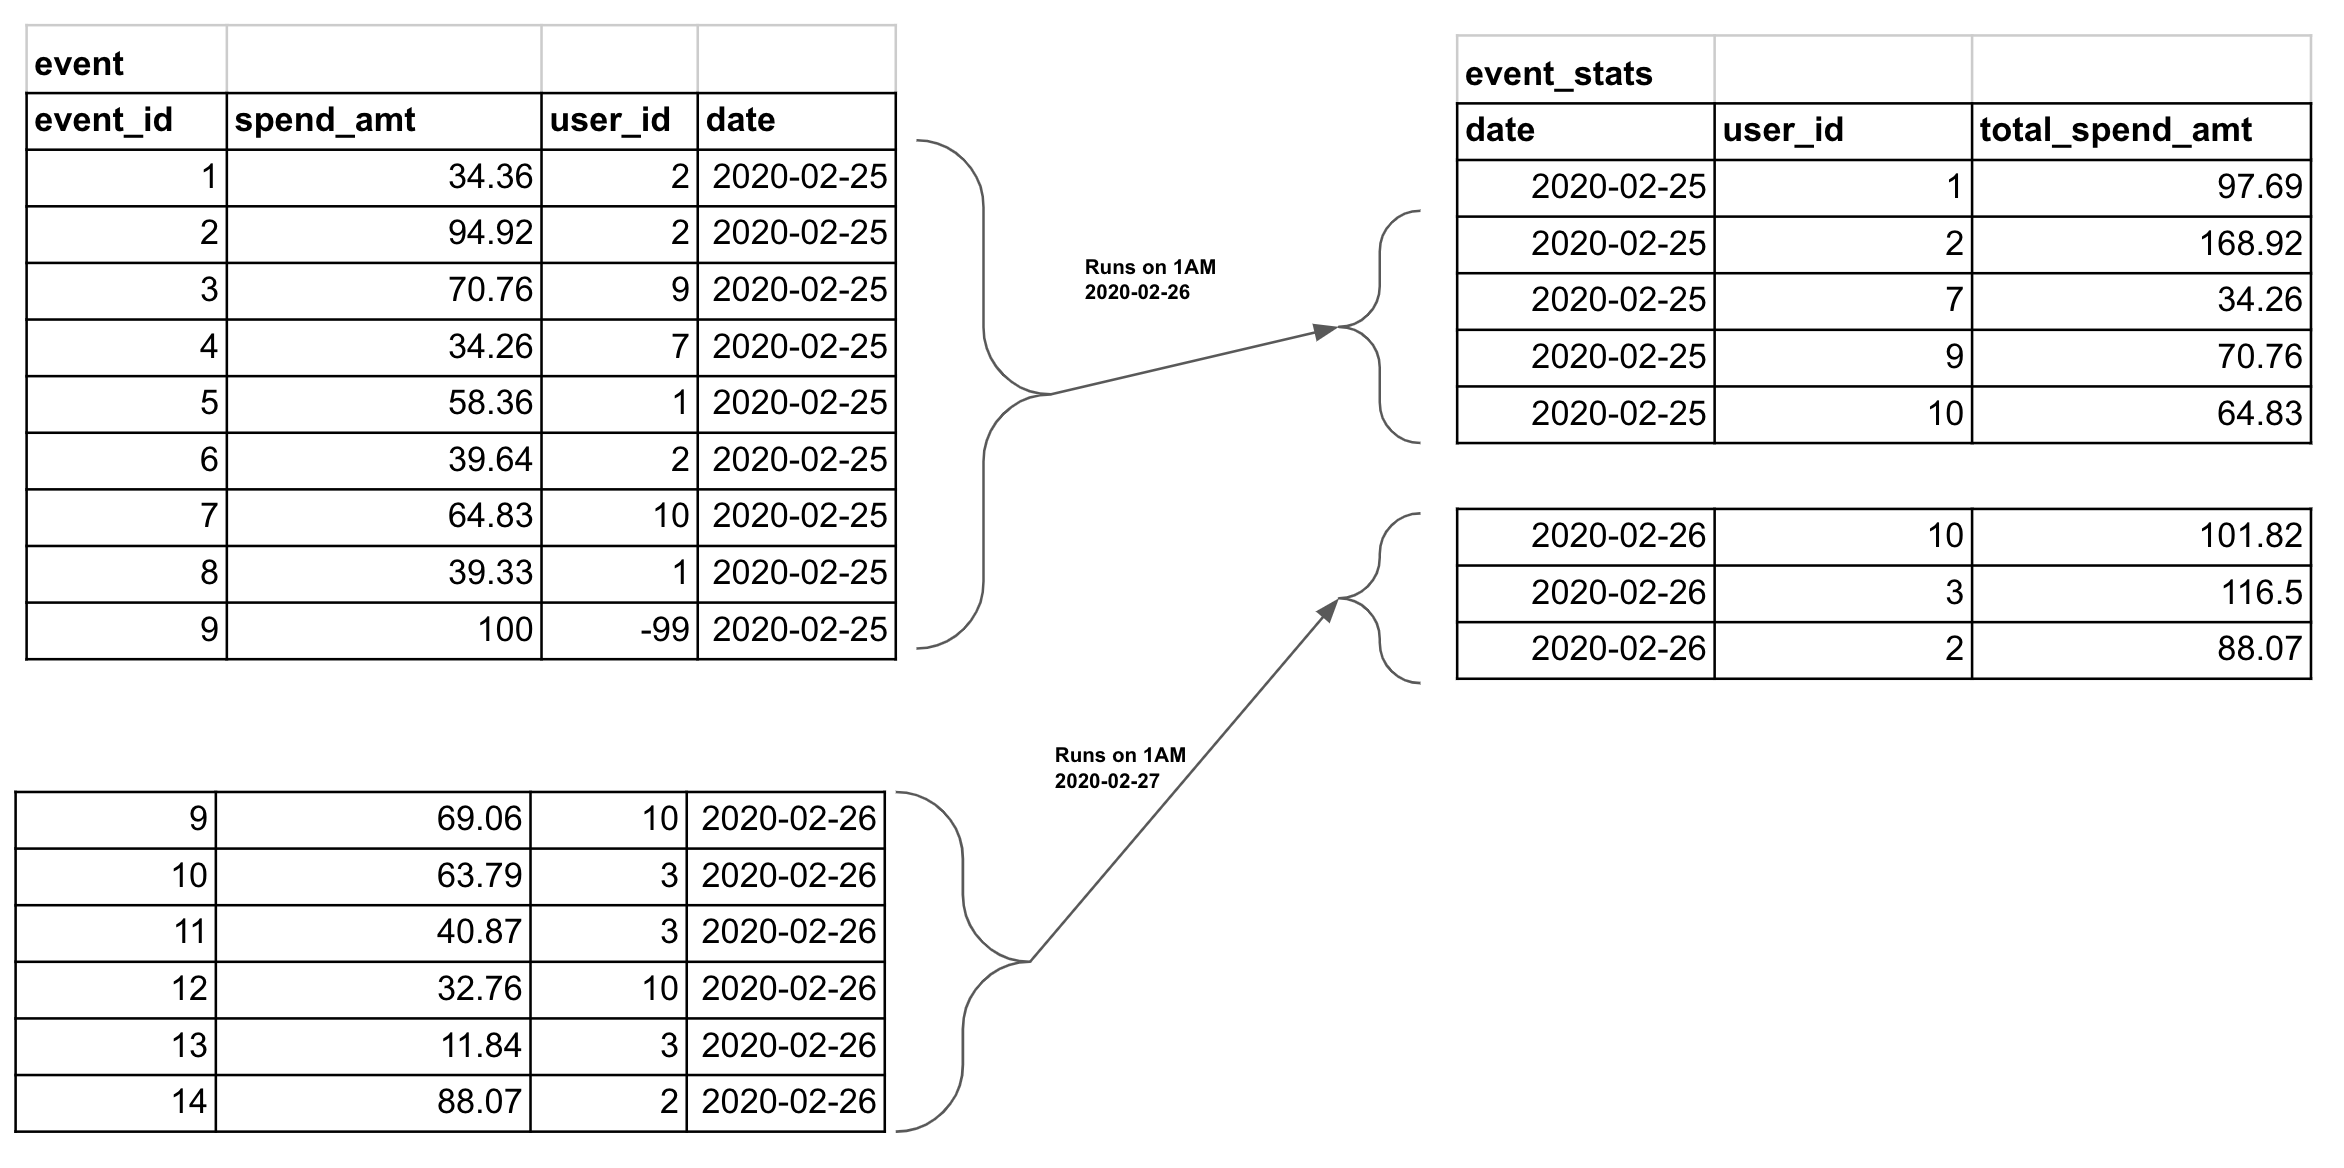 event
event_id spend_amt user_id date
1 34.36 2 2020-02-25
2 94.92 2 2020-02-25
3 70.76 9 2020-02-25
4 34.26 7 2020-02-25
5 58.36 1 2020-02-25
6 39.64 2 2020-02-25
7 64.83 10 2020-02-25
8 39.33 1 2020-02-25
9 100 -99 2020-02-25
9 69.06 10 2020-02-26
10 63.79 3 2020-02-26
11 40.87 3 2020-02-26
12 32.76 10 2020-02-26
13 11.84 3 2020-02-26
14 88.07 2 2020-02-26
Runs on 1AM
2020-02-26
Runs on 1AM
2020-02-27
event_stats
date user_id total_spend_amt
2020-02-25 1 97.69
2020-02-25 2 168.92
2020-02-25 7 34.26
2020-02-25 9 70.76
2020-02-25 10 64.83
2020-02-26 10 101.82
2020-02-26 3 116.5
2020-02-26 2 88.07